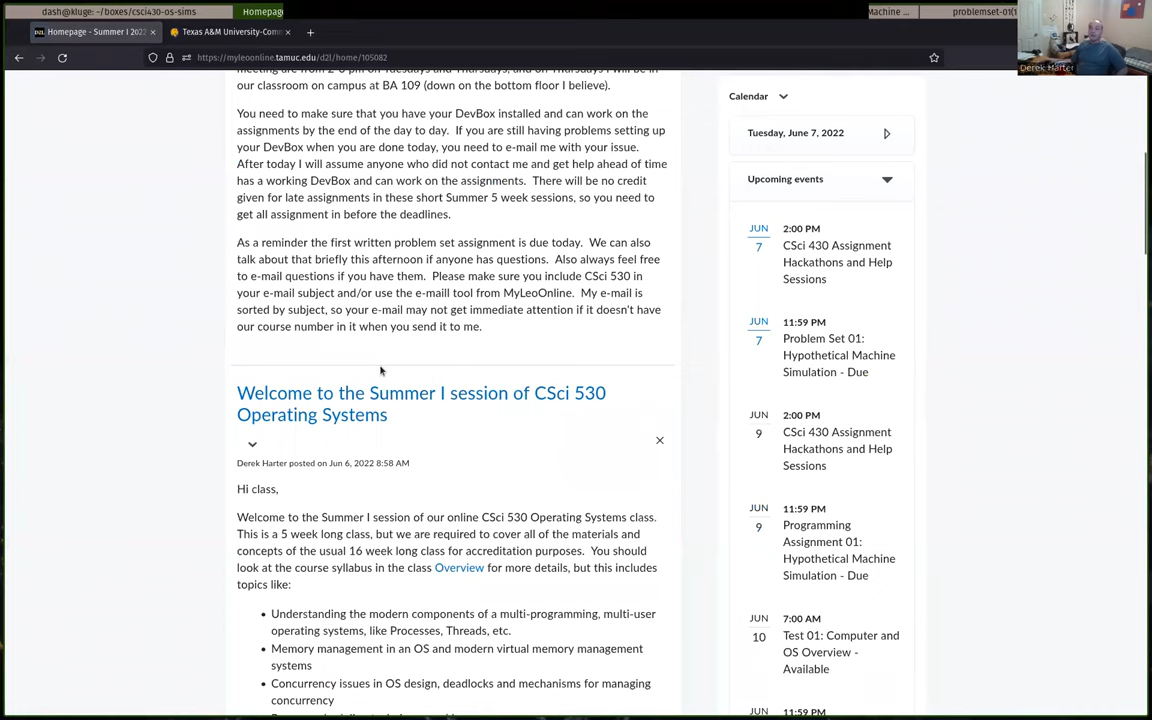 dash@kluge: ~/boxes/csci430-os-sims
Homepag
Machine ...
problemset-01(1
Homepage - Summer I 2022
Texas A&M University-Com
https://myleoonline.tamuc.edu/d2l/home/105082
Derek Harter
meeting are from 2-6 pm on Tuesdays and Thursdays, and on Thursdays I will be in
our classroom on campus at BA 109 (down on the bottom floor I believe).
You need to make sure that you have your DevBox installed and can work on the
assignments by the end of the day to day. If you are still having problems setting up
your DevBox when you are done today, you need to e-mail me with your issue.
After today I will assume anyone who did not contact me and get help ahead of time
has a working DevBox and can work on the assignments. There will be no credit
given for late assignments in these short Summer 5 week sessions, so you need to
get all assignment in before the deadlines.
As a reminder the first written problem set assignment is due today. We can also
talk about that briefly this afternoon if anyone has questions. Also always feel free
to e-mail questions if you have them. Please make sure you include CSci 530 in
your e-mail subject and/or use the e-maill tool from MyLeoOnline. My e-mail is
sorted by subject, so your e-mail may not get immediate attention if it doesn't have
our course number in it when you send it to me.
Welcome to the Summer I session of CSci 530
Operating Systems
Derek Harter posted on Jun 6, 2022 8:58 AM
Hi class,
Welcome to the Summer I session of our online CSci 530 Operating Systems class.
This is a 5 week long class, but we are required to cover all of the materials and
concepts of the usual 16 week long class for accreditation purposes. You should
look at the course syllabus in the class Overview for more details, but this includes
topics like:
• Understanding the modern components of a multi-programming, multi-user
operating systems, like Processes, Threads, etc.
• Memory management in an OS and modern virtual memory management
systems
• Concurrency issues in OS design, deadlocks and mechanisms for managing
concurrency
Calendar
Tuesday, June 7, 2022
Upcoming events
JUN
7
2:00 PM
CSci 430 Assignment
Hackathons and Help
Sessions
JUN
7
11:59 PM
Problem Set 01:
Hypothetical Machine
Simulation - Due
JUN
9
2:00 PM
CSci 430 Assignment
Hackathons and Help
Sessions
JUN
9
11:59 PM
Programming
Assignment 01:
Hypothetical Machine
Simulation - Due
JUN
10
7:00 AM
Test 01: Computer and
OS Overview -
Available
JUN
11:59 PM